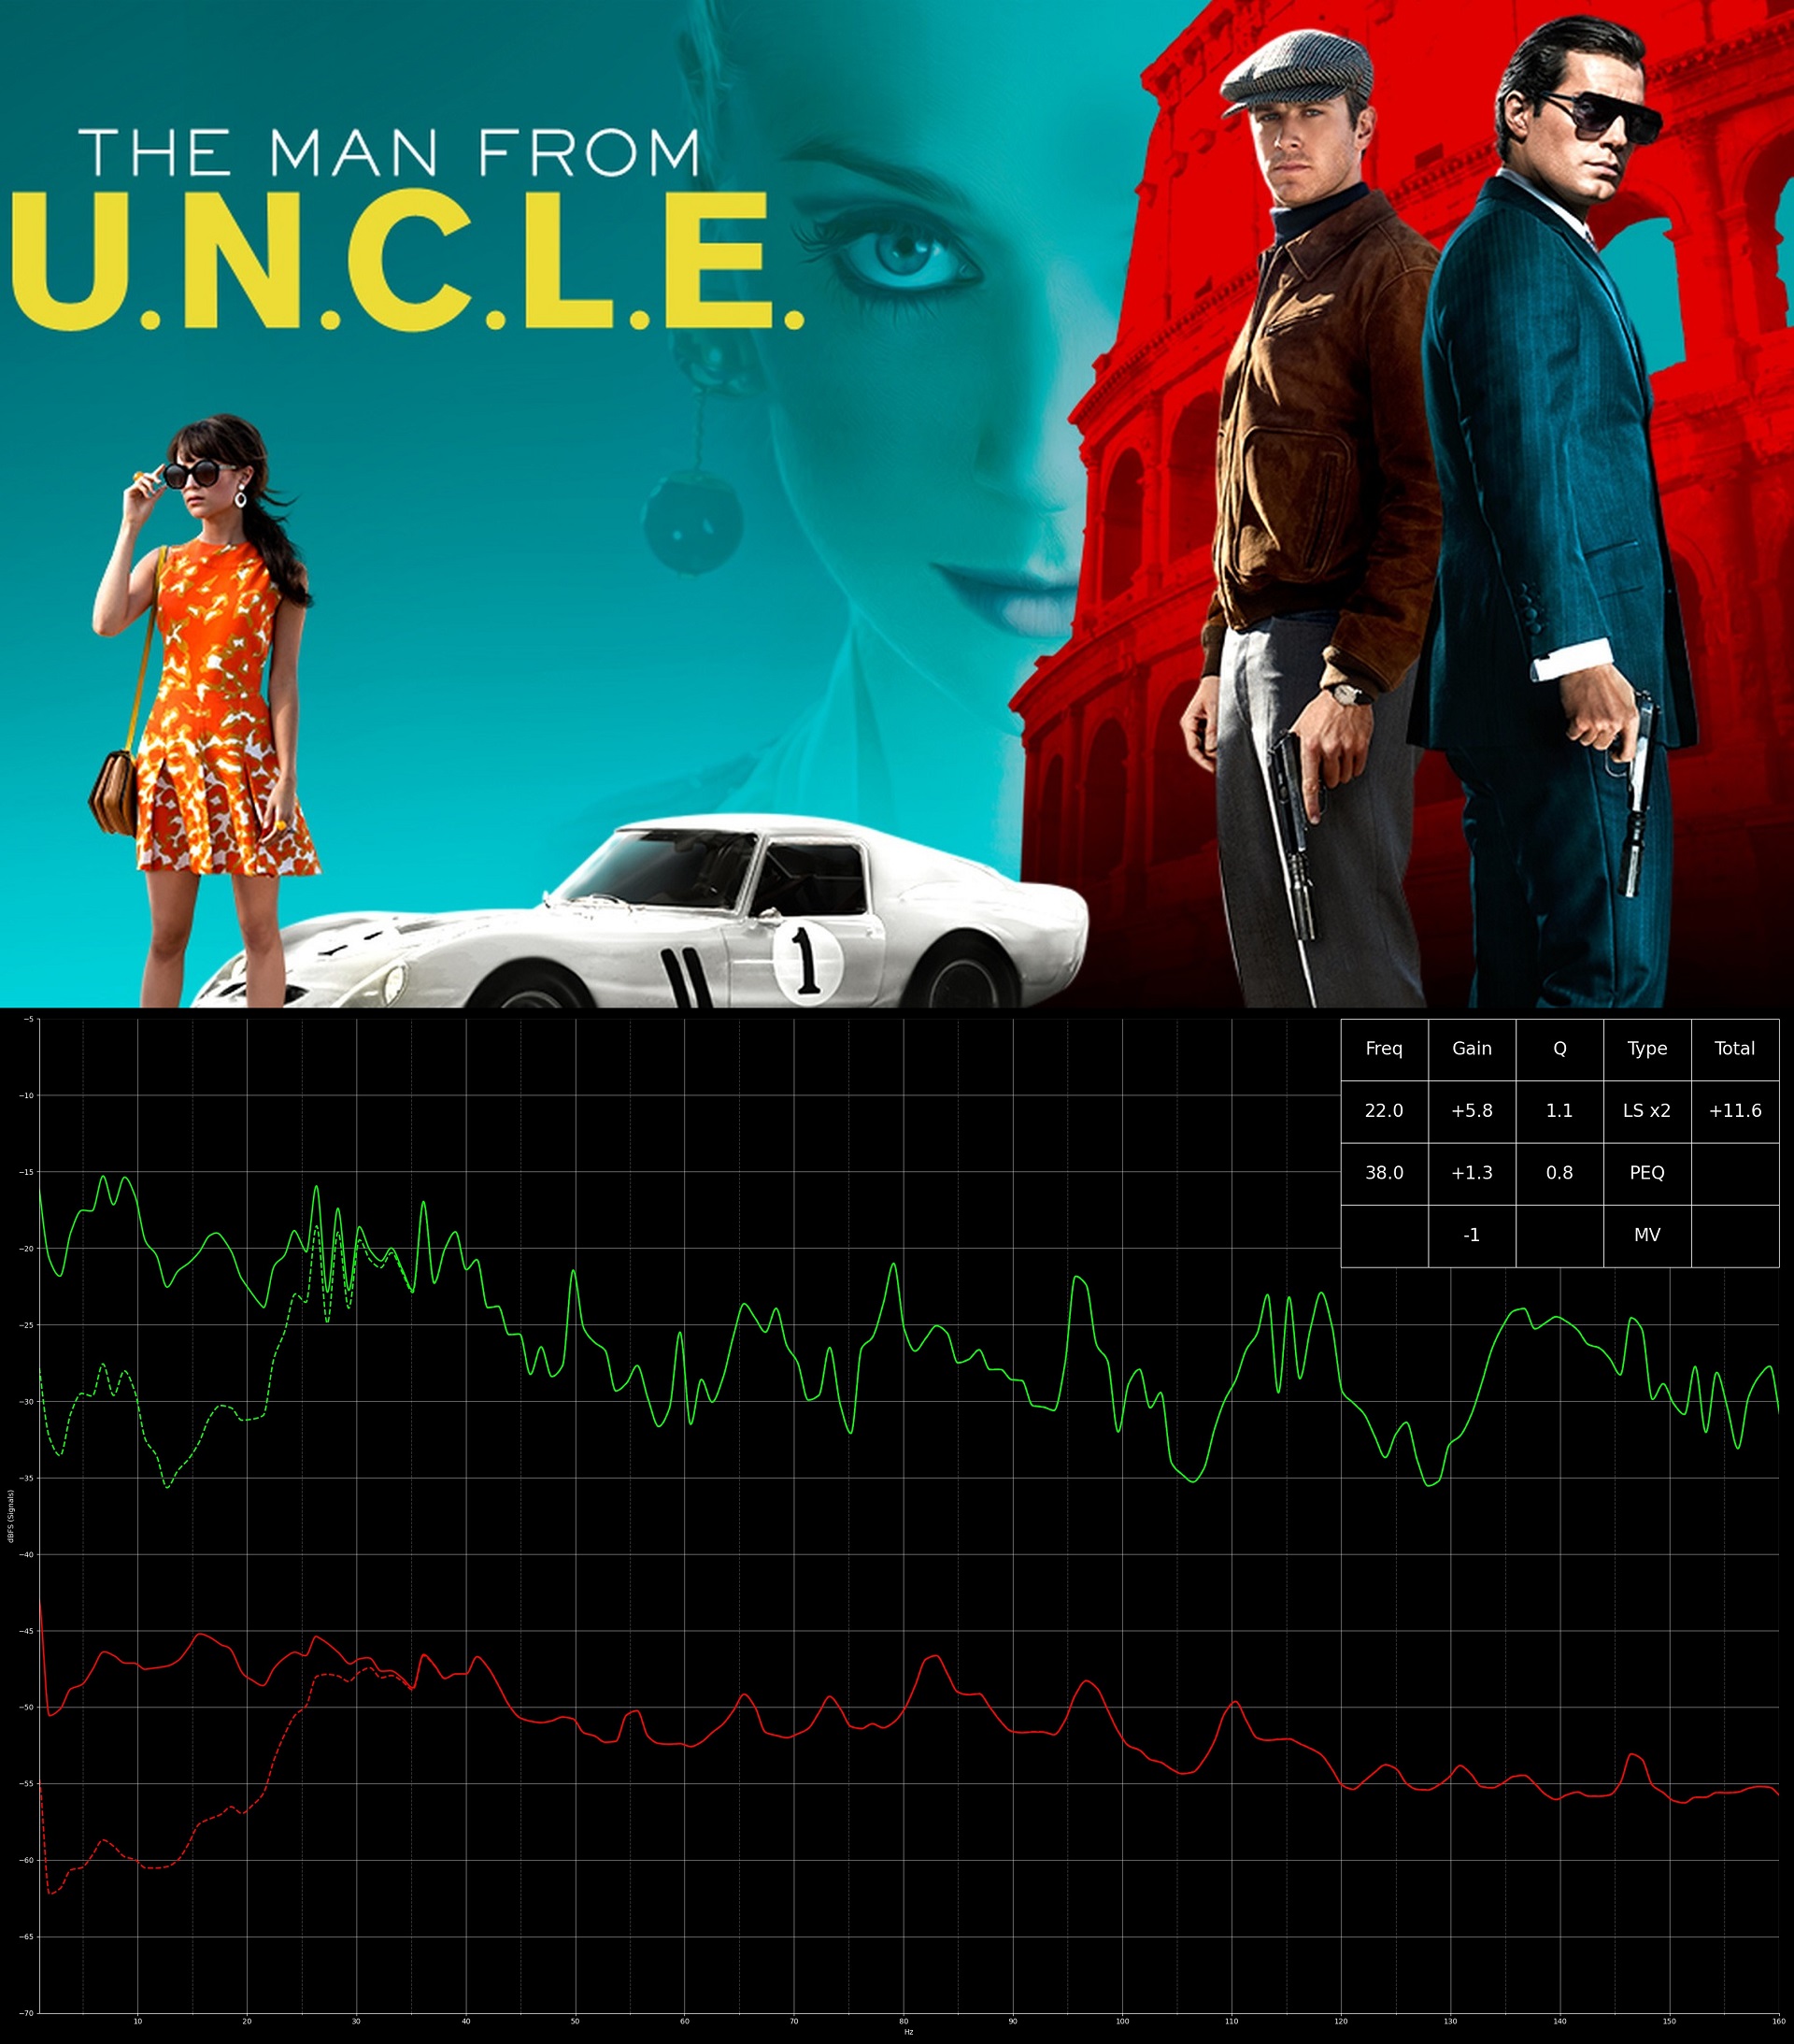 THE MAN FROM
U.N.C.L.E.
1
Freq Gain Q Type Total
22.0 +5.8 1.1 LS x2 +11.6
38.0 +1.3 0.8 PEQ
-1 MV
−5
−10
−15
−20
−25
−30
−35
−40
−45
−50
−55
−60
−65
−70
dBFS (Signals)
10 20 30 40 50 60 70 80 90 100 110 120 130 140 150 160
Hz